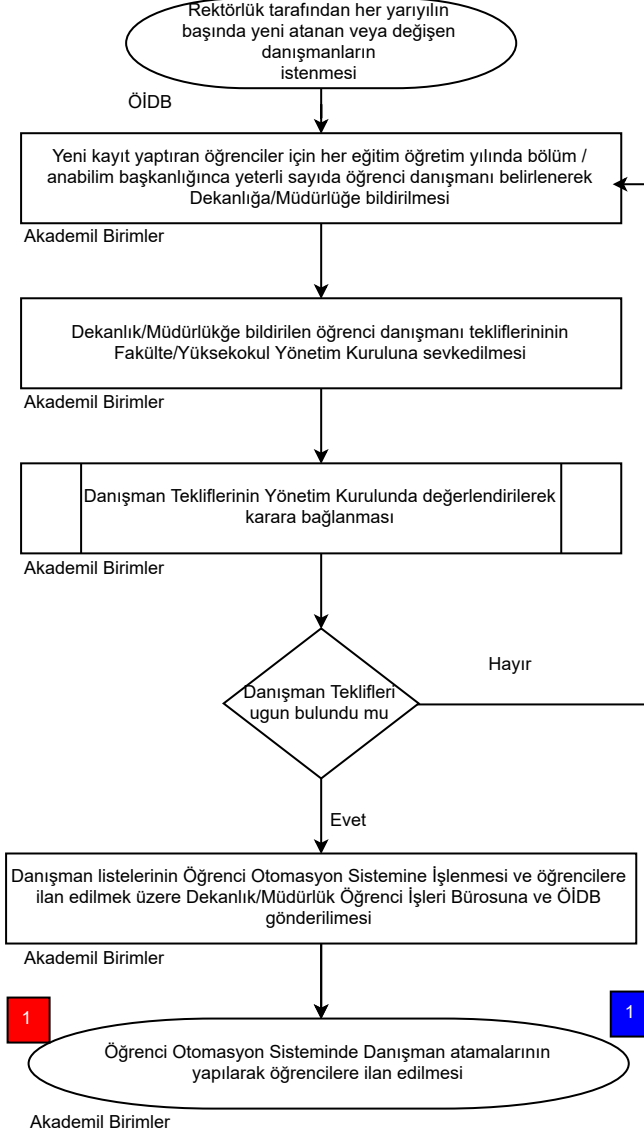 Rektörlük tarafından her yarıyılın
başında yeni atanan veya değişen
danışmanların
istenmesi
ÖİDB
Yeni kayıt yaptıran öğrenciler için her eğitim öğretim yılında bölüm /
anabilim başkanlığınca yeterli sayıda öğrenci danışmanı belirlenerek
Dekanlığa/Müdürlüğe bildirilmesi
Akademil Birimler
Dekanlık/Müdürlükğe bildirilen öğrenci danışmanı tekliflerininin
Fakülte/Yüksekokul Yönetim Kuruluna sevkedilmesi
Akademil Birimler
Danışman Tekliflerinin Yönetim Kurulunda değerlendirilerek
karara bağlanması
Akademil Birimler
Hayır
Danışman Teklifleri
ugun bulundu mu
Evet
Danışman listelerinin Öğrenci Otomasyon Sistemine İşlenmesi ve öğrencilere
ilan edilmek üzere Dekanlık/Müdürlük Öğrenci İşleri Bürosuna ve ÖİDB
gönderilimesi
Akademil Birimler
1
1
Öğrenci Otomasyon Sisteminde Danışman atamalarının
yapılarak öğrencilere ilan edilmesi
Akademil Birimler